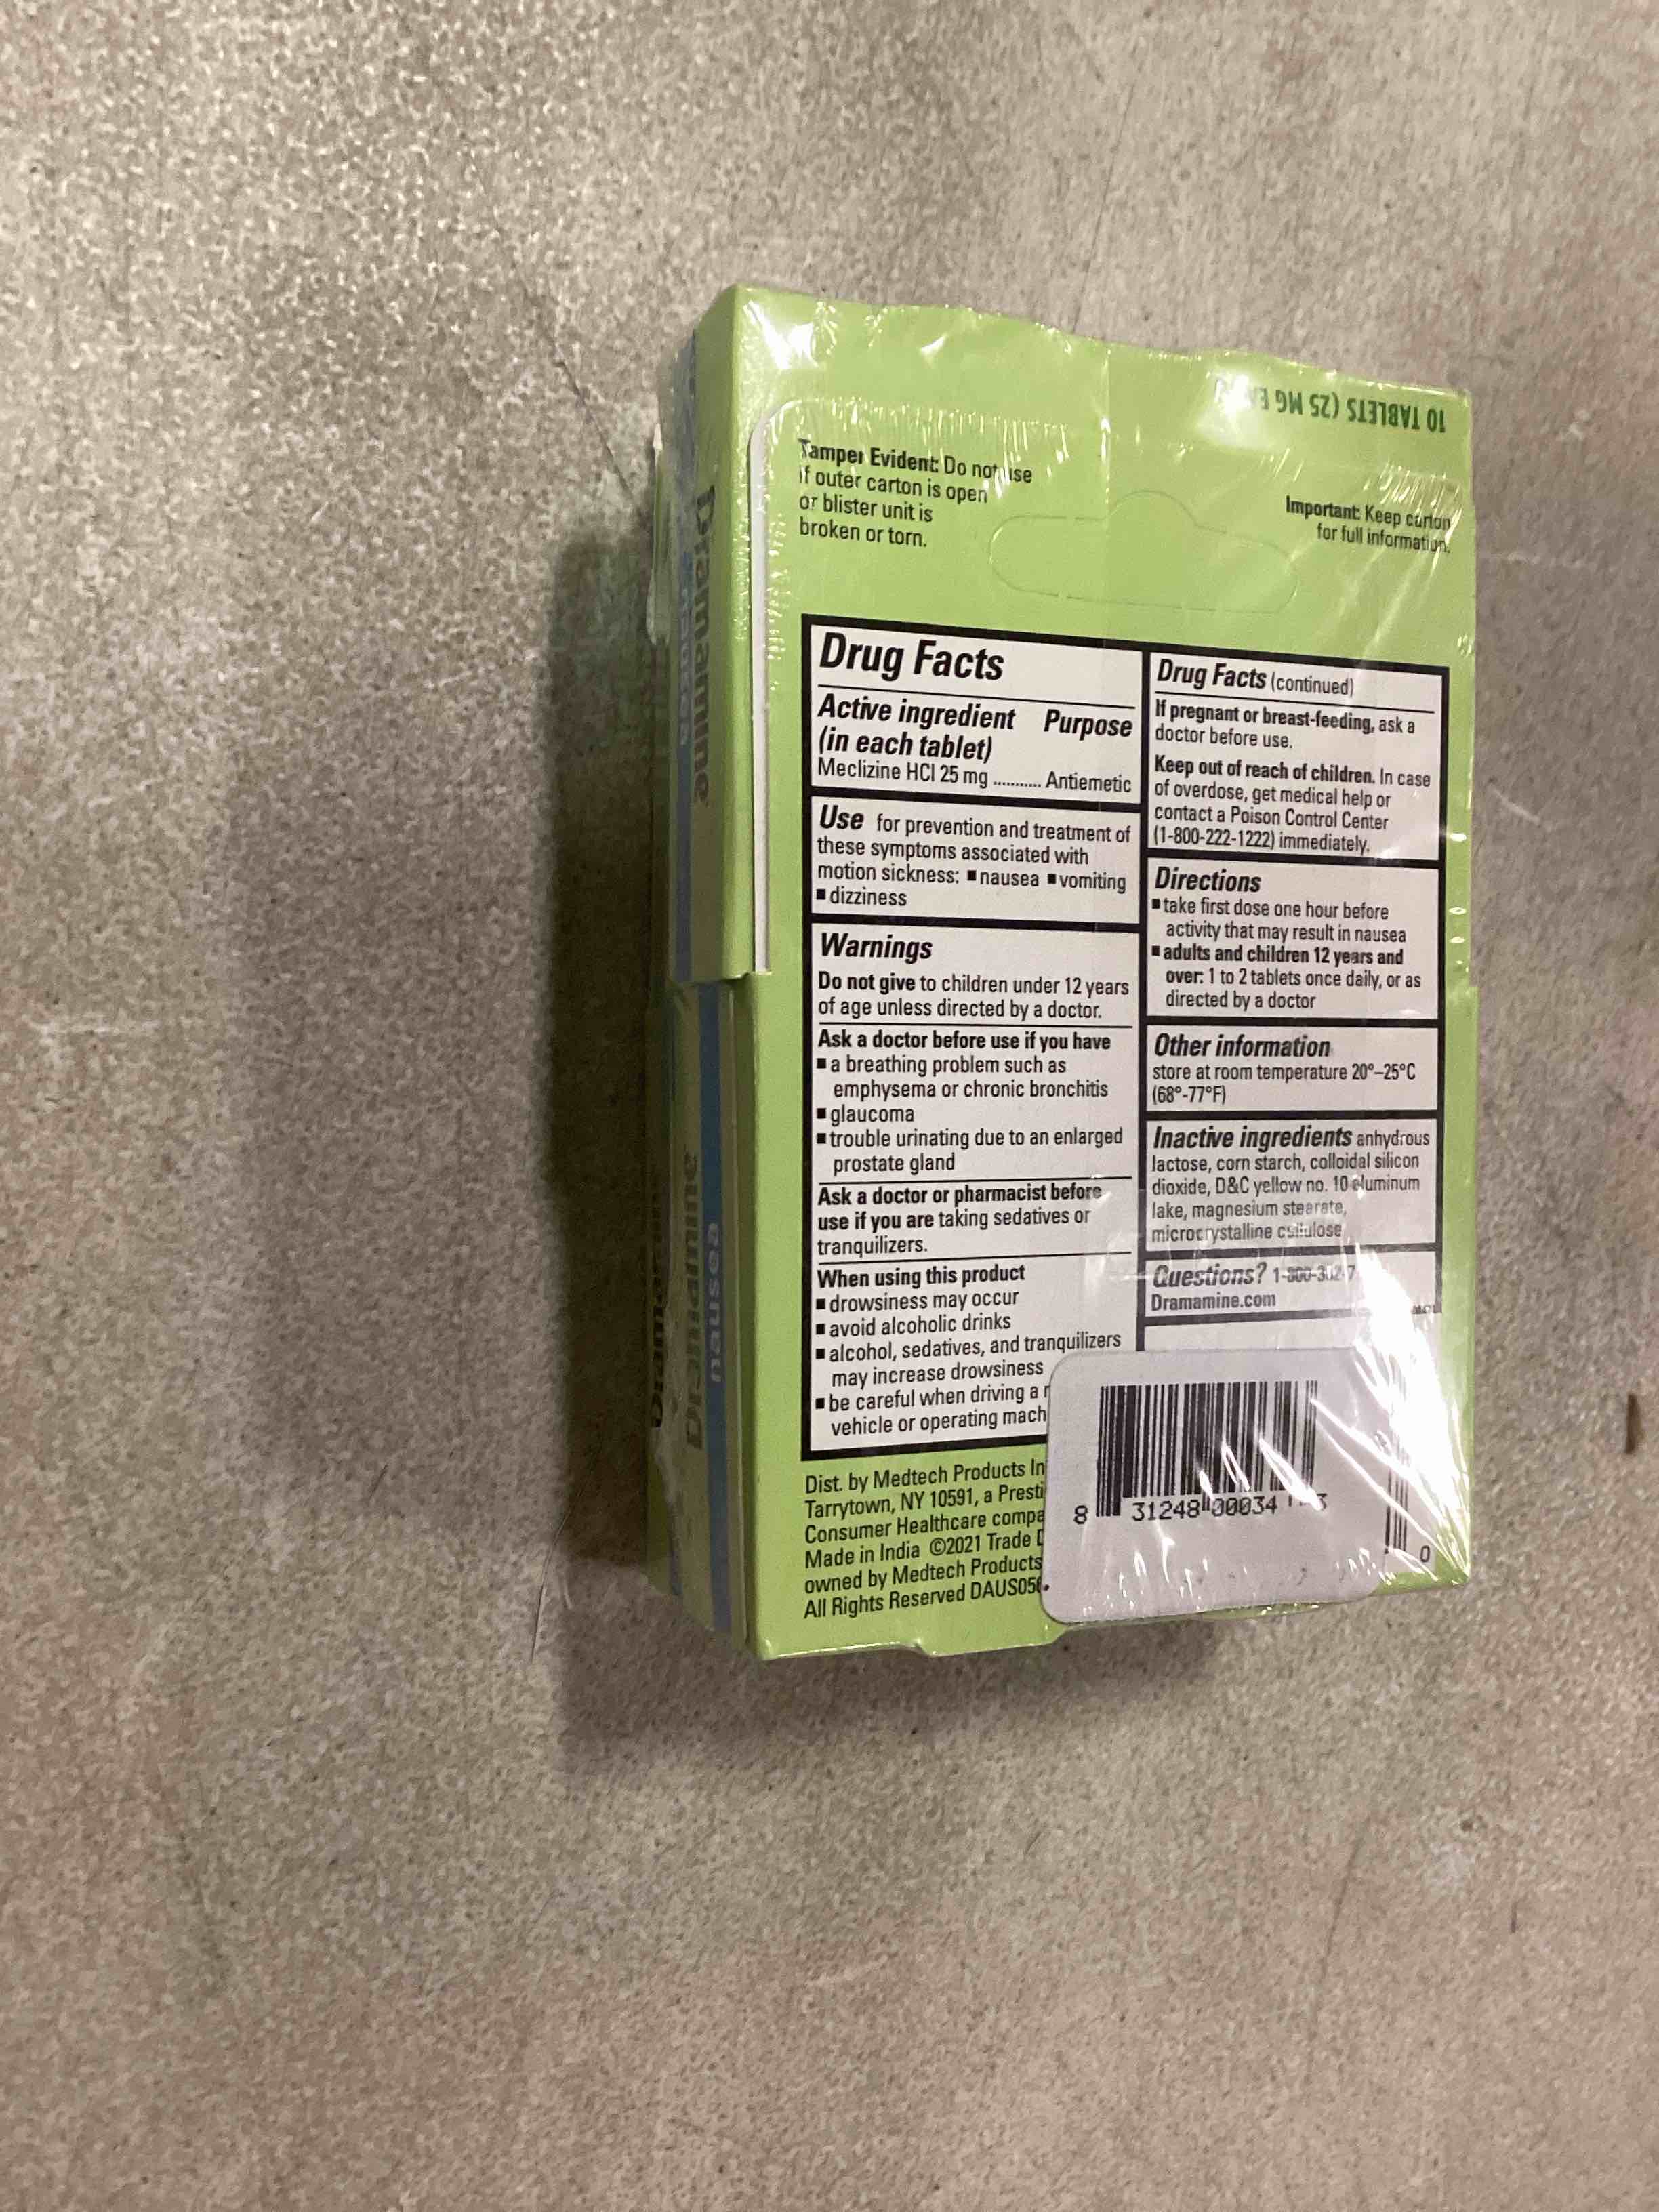 10 TABLETS (25 MG
Tamper Evident: Do not use
if outer carton is open
or blister unit is
broken or torn.
Important: Keep carton
for full information.
Drug Facts
Active ingredient Purpose
(in each tablet)
Meclizine HCl 25 mg ........... Antiemetic
Use for prevention and treatment of
these symptoms associated with
motion sickness: ■ nausea ■ vomiting
■ dizziness
Warnings
Do not give to children under 12 years
of age unless directed by a doctor.
Ask a doctor before use if you have
■ a breathing problem such as
emphysema or chronic bronchitis
■ glaucoma
■ trouble urinating due to an enlarged
prostate gland
Ask a doctor or pharmacist before
use if you are taking sedatives or
tranquilizers.
When using this product
■ drowsiness may occur
■ avoid alcoholic drinks
■ alcohol, sedatives, and tranquilizers
may increase drowsiness
■ be careful when driving a
vehicle or operating mach
Drug Facts (continued)
If pregnant or breast-feeding, ask a
doctor before use.
Keep out of reach of children. In case
of overdose, get medical help or
contact a Poison Control Center
(1-800-222-1222) immediately.
Directions
■ take first dose one hour before
activity that may result in nausea
■ adults and children 12 years and
over: 1 to 2 tablets once daily, or as
directed by a doctor
Other information
store at room temperature 20°–25°C
(68°-77°F)
Inactive ingredients anhydrous
lactose, corn starch, colloidal silicon
dioxide, D&C yellow no. 10 aluminum
lake, magnesium stearate,
microcrystalline cellulose
Questions?
Dramamine.com
Dist. by Medtech Products In
Tarrytown, NY 10591, a Presti
Consumer Healthcare compa
Made in India ©2021 Trade D
owned by Medtech Products
All Rights Reserved DAUS05
8 31248 00034
0
Dramamine
nausea
Dramamine
nausea